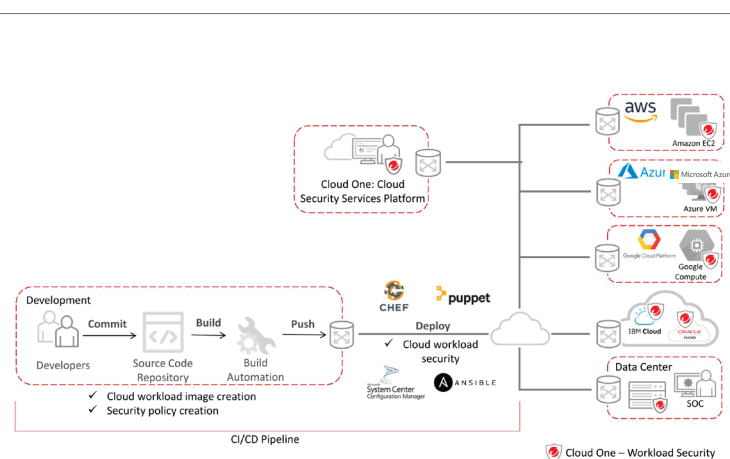 aws
Amazon EC2
Cloud One: Cloud
Security Services Platform
Azur
Microsoft Azure
Azure VM
Google Cloud Platform
Google
Compute
Development
Commit
Build
Push
Developers
Source Code
Repository
Build
Automation
CHEF
puppet
Deploy
✓ Cloud workload
security
Microsoft
System Center
Configuration Manager
ANSIBLE
IBM Cloud
ORACLE
CLOUD
Data Center
SOC
✓ Cloud workload image creation
✓ Security policy creation
CI/CD Pipeline
Cloud One – Workload Security